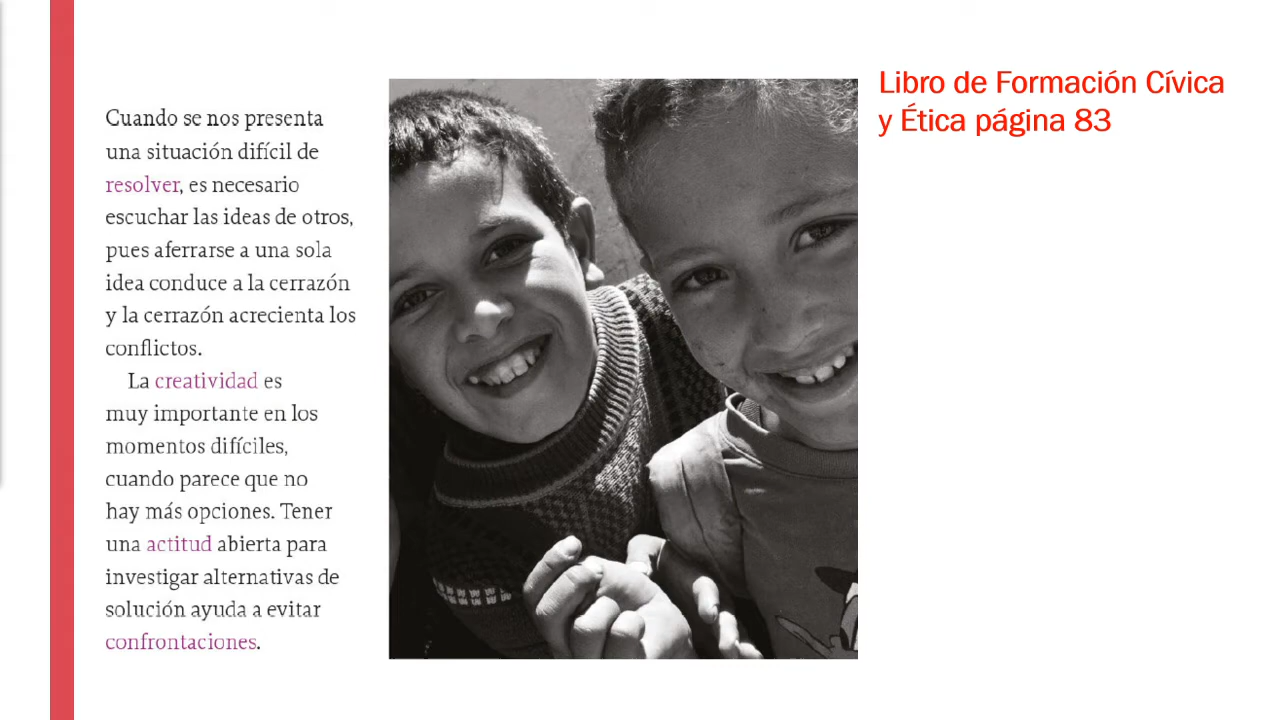 Cuando se nos presenta
una situación difícil de
resolver, es necesario
escuchar las ideas de otros,
pues aferrarse a una sola
idea conduce a la cerrazón
y la cerrazón acrecienta los
conflictos.
La creatividad es
muy importante en los
momentos difíciles,
cuando parece que no
hay más opciones. Tener
una actitud abierta para
investigar alternativas de
solución ayuda a evitar
confrontaciones.
Libro de Formación Cívica
y Ética página 83